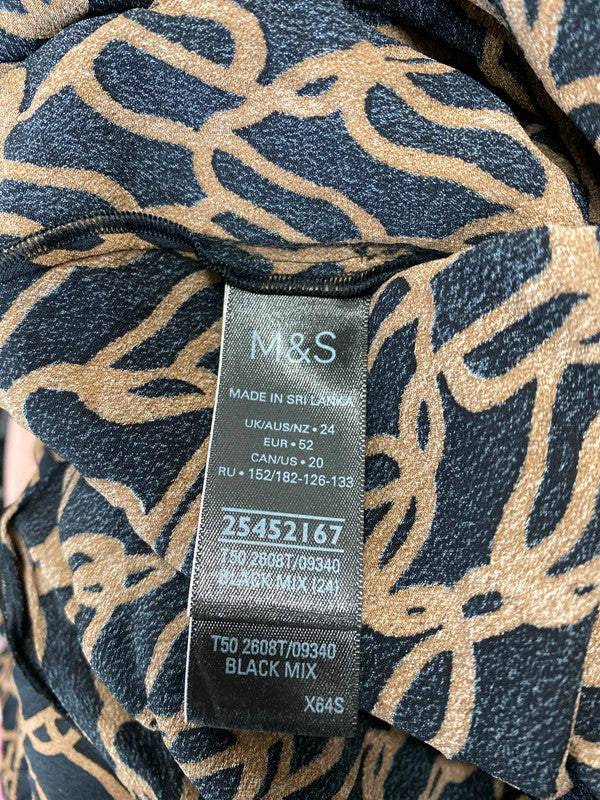 M&S
MADE IN SRI LANKA
UK/AUS/NZ • 24
EUR • 52
CAN/US • 20
RU • 152/182-126-133
25452167
T50 2608T/09340
BLACK MIX (24)
T50 2608T/09340
BLACK MIX
X64S